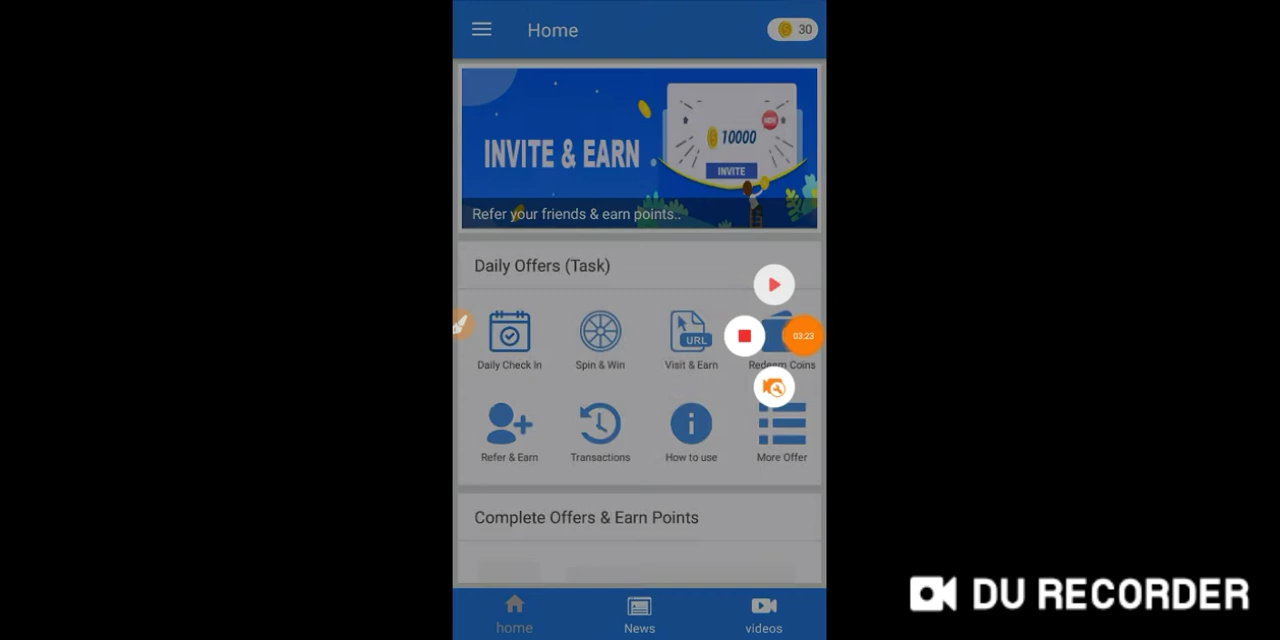 Home
30
NEW
10000
INVITE & EARN
INVITE
Refer your friends & earn points..
Daily Offers (Task)
URL
03:23
Daily Check In
Spin & Win
Visit & Earn
Redeem Coins
Refer & Earn
Transactions
How to use
More Offer
Complete Offers & Earn Points
home
News
videos
DU RECORDER